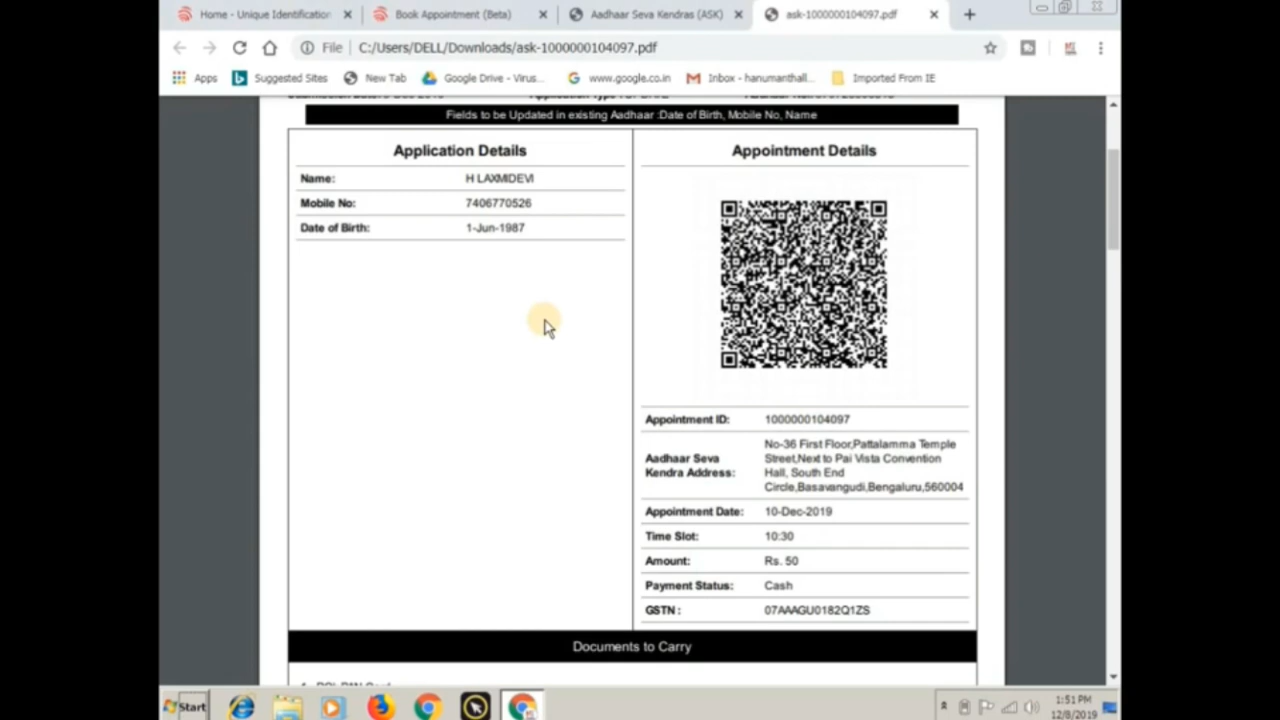 Home - Unique Identification
Book Appointment (Beta)
Aadhaar Seva Kendras (ASK)
ask-1000000104097.pdf
File
C:/Users/DELL/Downloads/ask-1000000104097.pdf
Apps
Suggested Sites
New Tab
Google Drive - Virus...
www.google.co.in
Inbox - hanumanthall...
Imported From IE
Fields to be Updated in existing Aadhaar :Date of Birth, Mobile No, Name
Application Details
Name: H LAXMIDEVI
Mobile No: 7406770526
Date of Birth: 1-Jun-1987
Appointment Details
Appointment ID: 1000000104097
Aadhaar Seva Kendra Address:
No-36 First Floor,Pattalamma Temple
Street,Next to Pai Vista Convention
Hall, South End
Circle,Basavangudi,Bengaluru,560004
Appointment Date: 10-Dec-2019
Time Slot: 10:30
Amount: Rs. 50
Payment Status: Cash
GSTN : 07AAAGU0182Q1ZS
Documents to Carry
Start
1:51 PM
12/8/2019